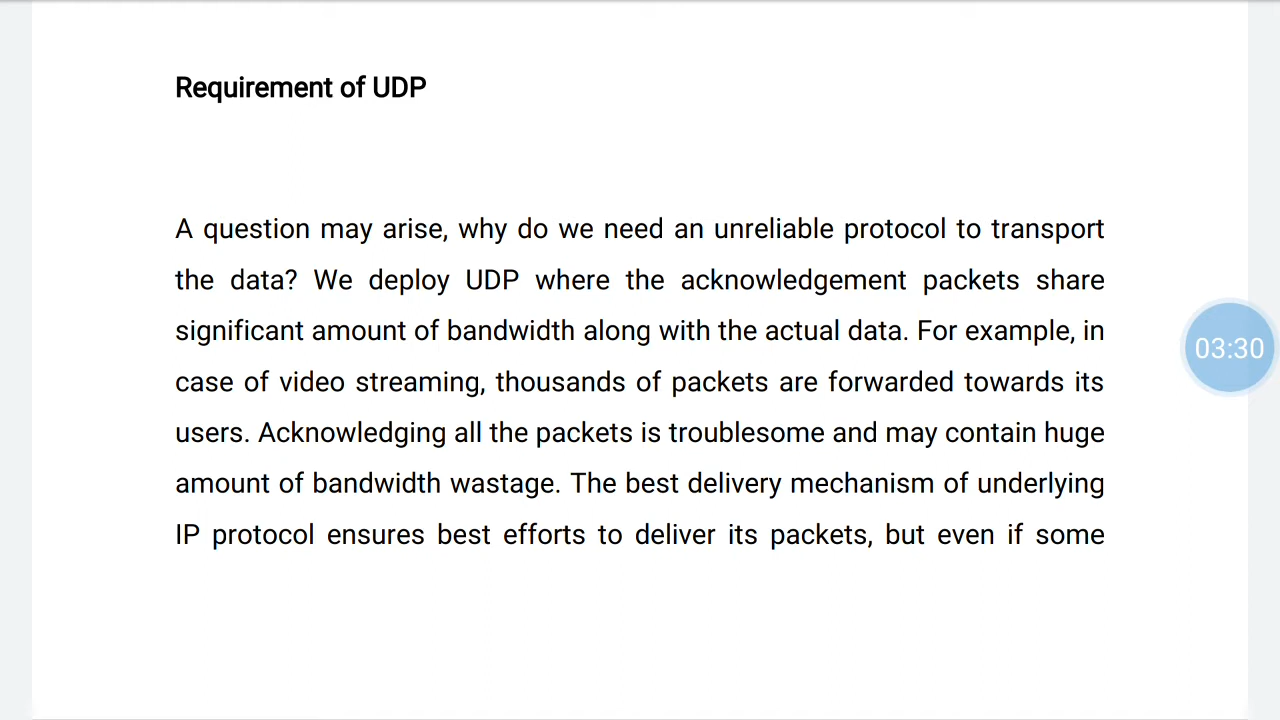 Requirement of UDP
A question may arise, why do we need an unreliable protocol to transport
the data? We deploy UDP where the acknowledgement packets share
significant amount of bandwidth along with the actual data. For example, in
case of video streaming, thousands of packets are forwarded towards its
users. Acknowledging all the packets is troublesome and may contain huge
amount of bandwidth wastage. The best delivery mechanism of underlying
IP protocol ensures best efforts to deliver its packets, but even if some
03:30